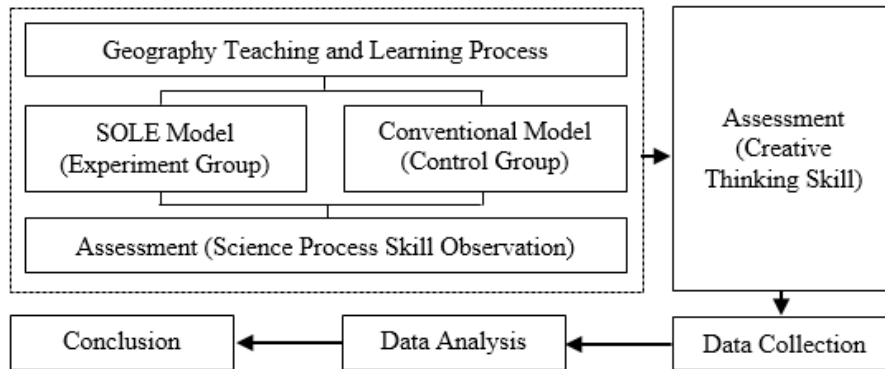 Geography Teaching and Learning Process
SOLE Model
(Experiment Group)
Conventional Model
(Control Group)
Assessment (Science Process Skill Observation)
Assessment
(Creative
Thinking Skill)
Conclusion
Data Analysis
Data Collection